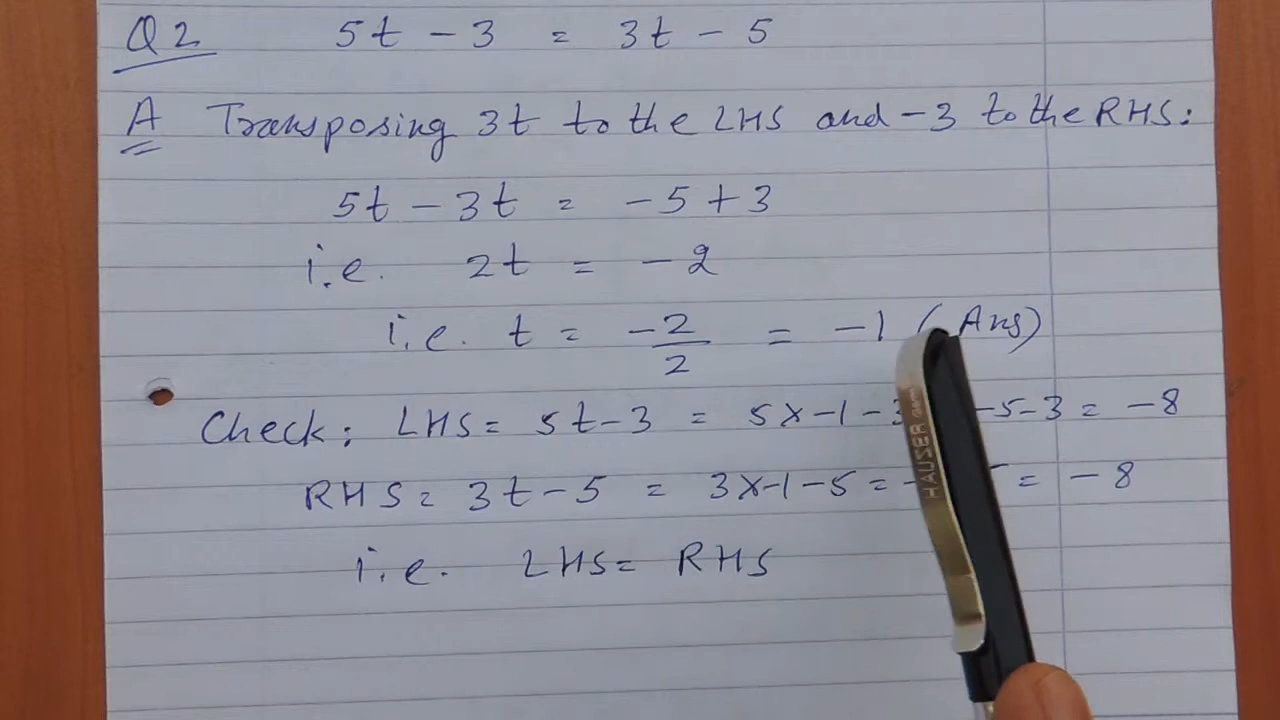 Q2 5t - 3 = 3t - 5
A Transposing 3t to the LHS and -3 to the RHS:
5t - 3t = -5 + 3
i.e. 2t = -2
i.e. t = -2/2 = -1 (Ans)
Check: LHS = 5t - 3 = 5x-1-3 -5-3 = -8
RHS = 3t - 5 = 3x-1-5 = - = -8
i.e. LHS = RHS
HAUSER